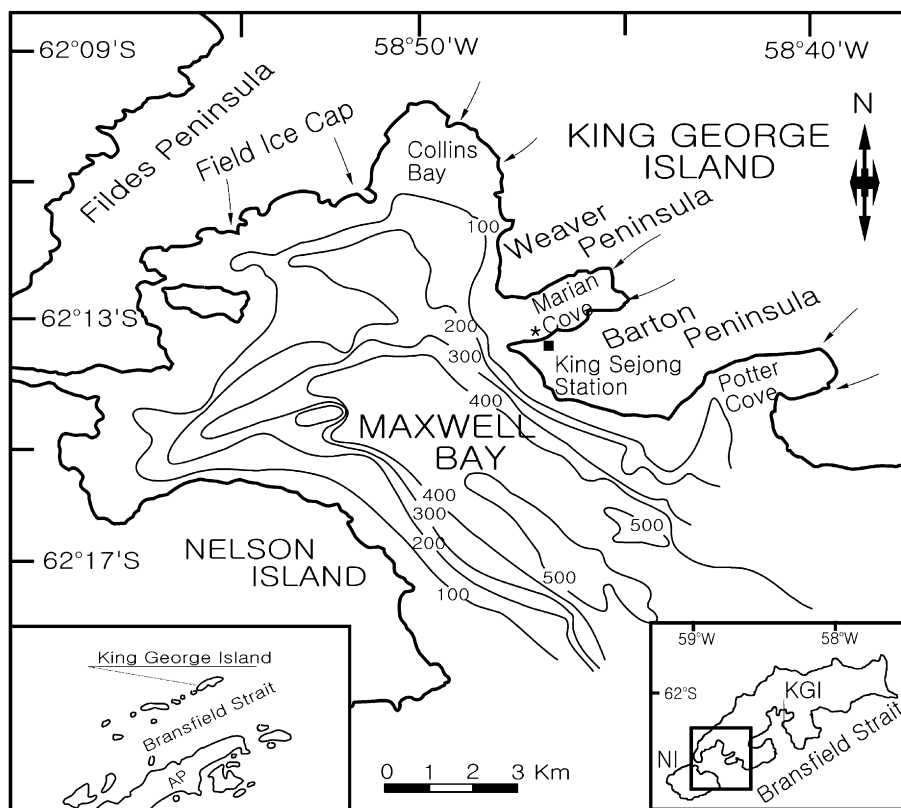 62°09'S
58°50'W
58°40'W
N
Fildes Peninsula
Field Ice Cap
Collins
Bay
KING GEORGE
ISLAND
100
Weaver
Peninsula
Marian
* Cove
62°13'S
200
300
400
Barton
Peninsula
King Sejong
Station
Potter
Cove
MAXWELL
BAY
400
300
200
100
500
500
NELSON
ISLAND
62°17'S
King George Island
Bransfield Strait
AP
0 1 2 3 Km
59°W
58°W
62°S
KGI
NI
Bransfield Strait